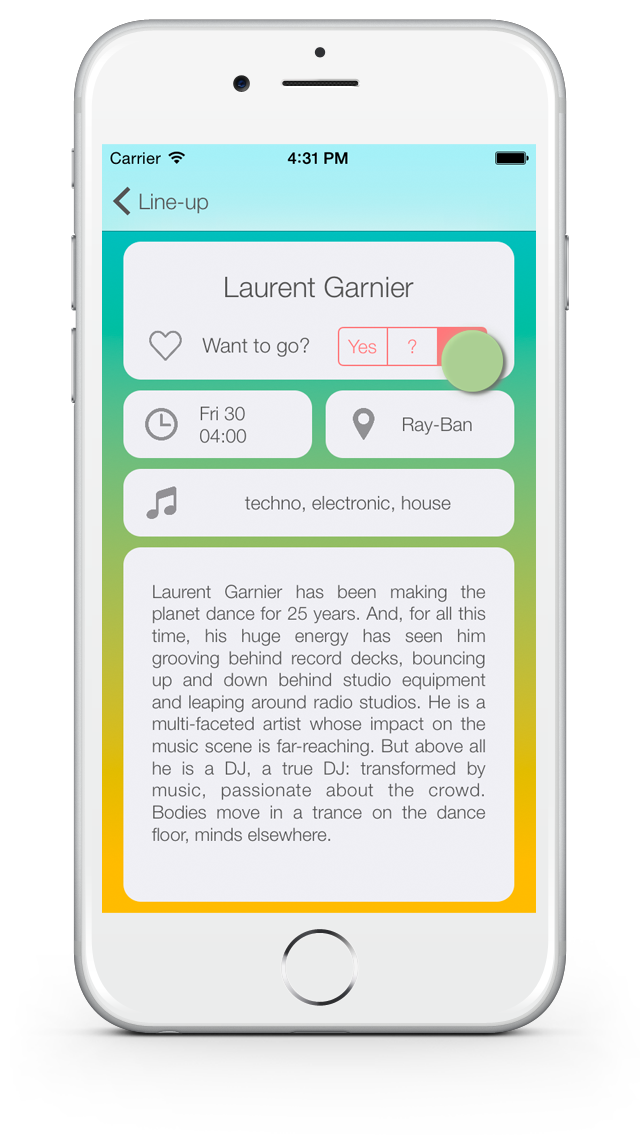 Carrier 4:31 PM
Line-up
Laurent Garnier
Want to go? Yes ?
Fri 30
04:00
Ray-Ban
techno, electronic, house
Laurent Garnier has been making the
planet dance for 25 years. And, for all this
time, his huge energy has seen him
grooving behind record decks, bouncing
up and down behind studio equipment
and leaping around radio studios. He is a
multi-faceted artist whose impact on the
music scene is far-reaching. But above all
he is a DJ, a true DJ: transformed by
music, passionate about the crowd.
Bodies move in a trance on the dance
floor, minds elsewhere.